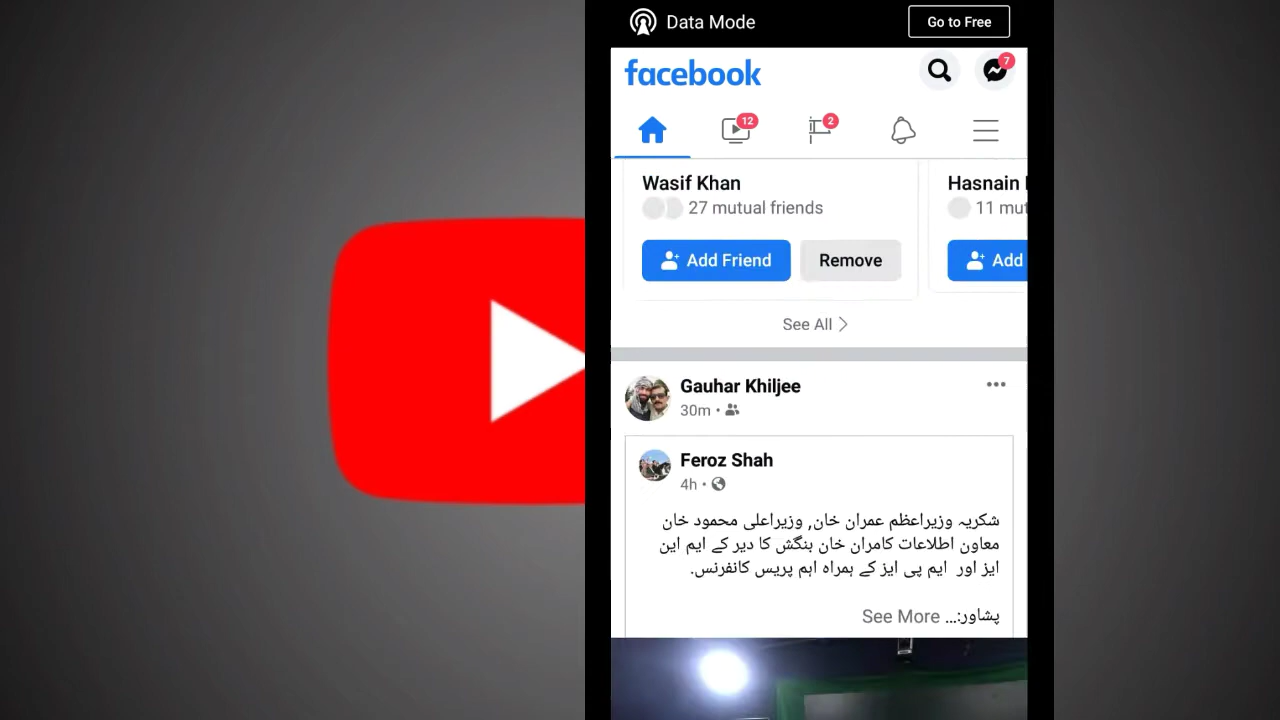 Data Mode
Go to Free
facebook
7
12
2
Wasif Khan
27 mutual friends
Add Friend
Remove
Hasnain
11 mut
Add
See All
Gauhar Khiljee
30m
Feroz Shah
4h
شکریہ وزیراعظم عمران خان, وزیراعلی محمود خان
معاون اطلاعات کامران خان بنگش کا دیر کے ایم این
ایز اور ایم پی ایز کے ہمراہ اہم پریس کانفرنس.
پشاور:... See More